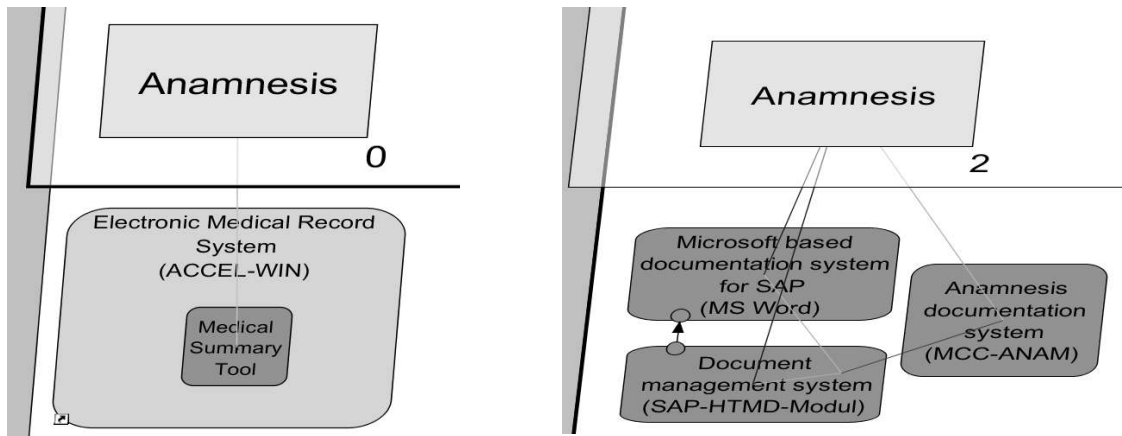 Anamnesis
0
Electronic Medical Record
System
(ACCEL-WIN)
Medical
Summary
Tool
Anamnesis
2
Microsoft based
documentation system
for SAP
(MS Word)
Anamnesis
documentation
system
(MCC-ANAM)
Document
management system
(SAP-HTMD-Modul)